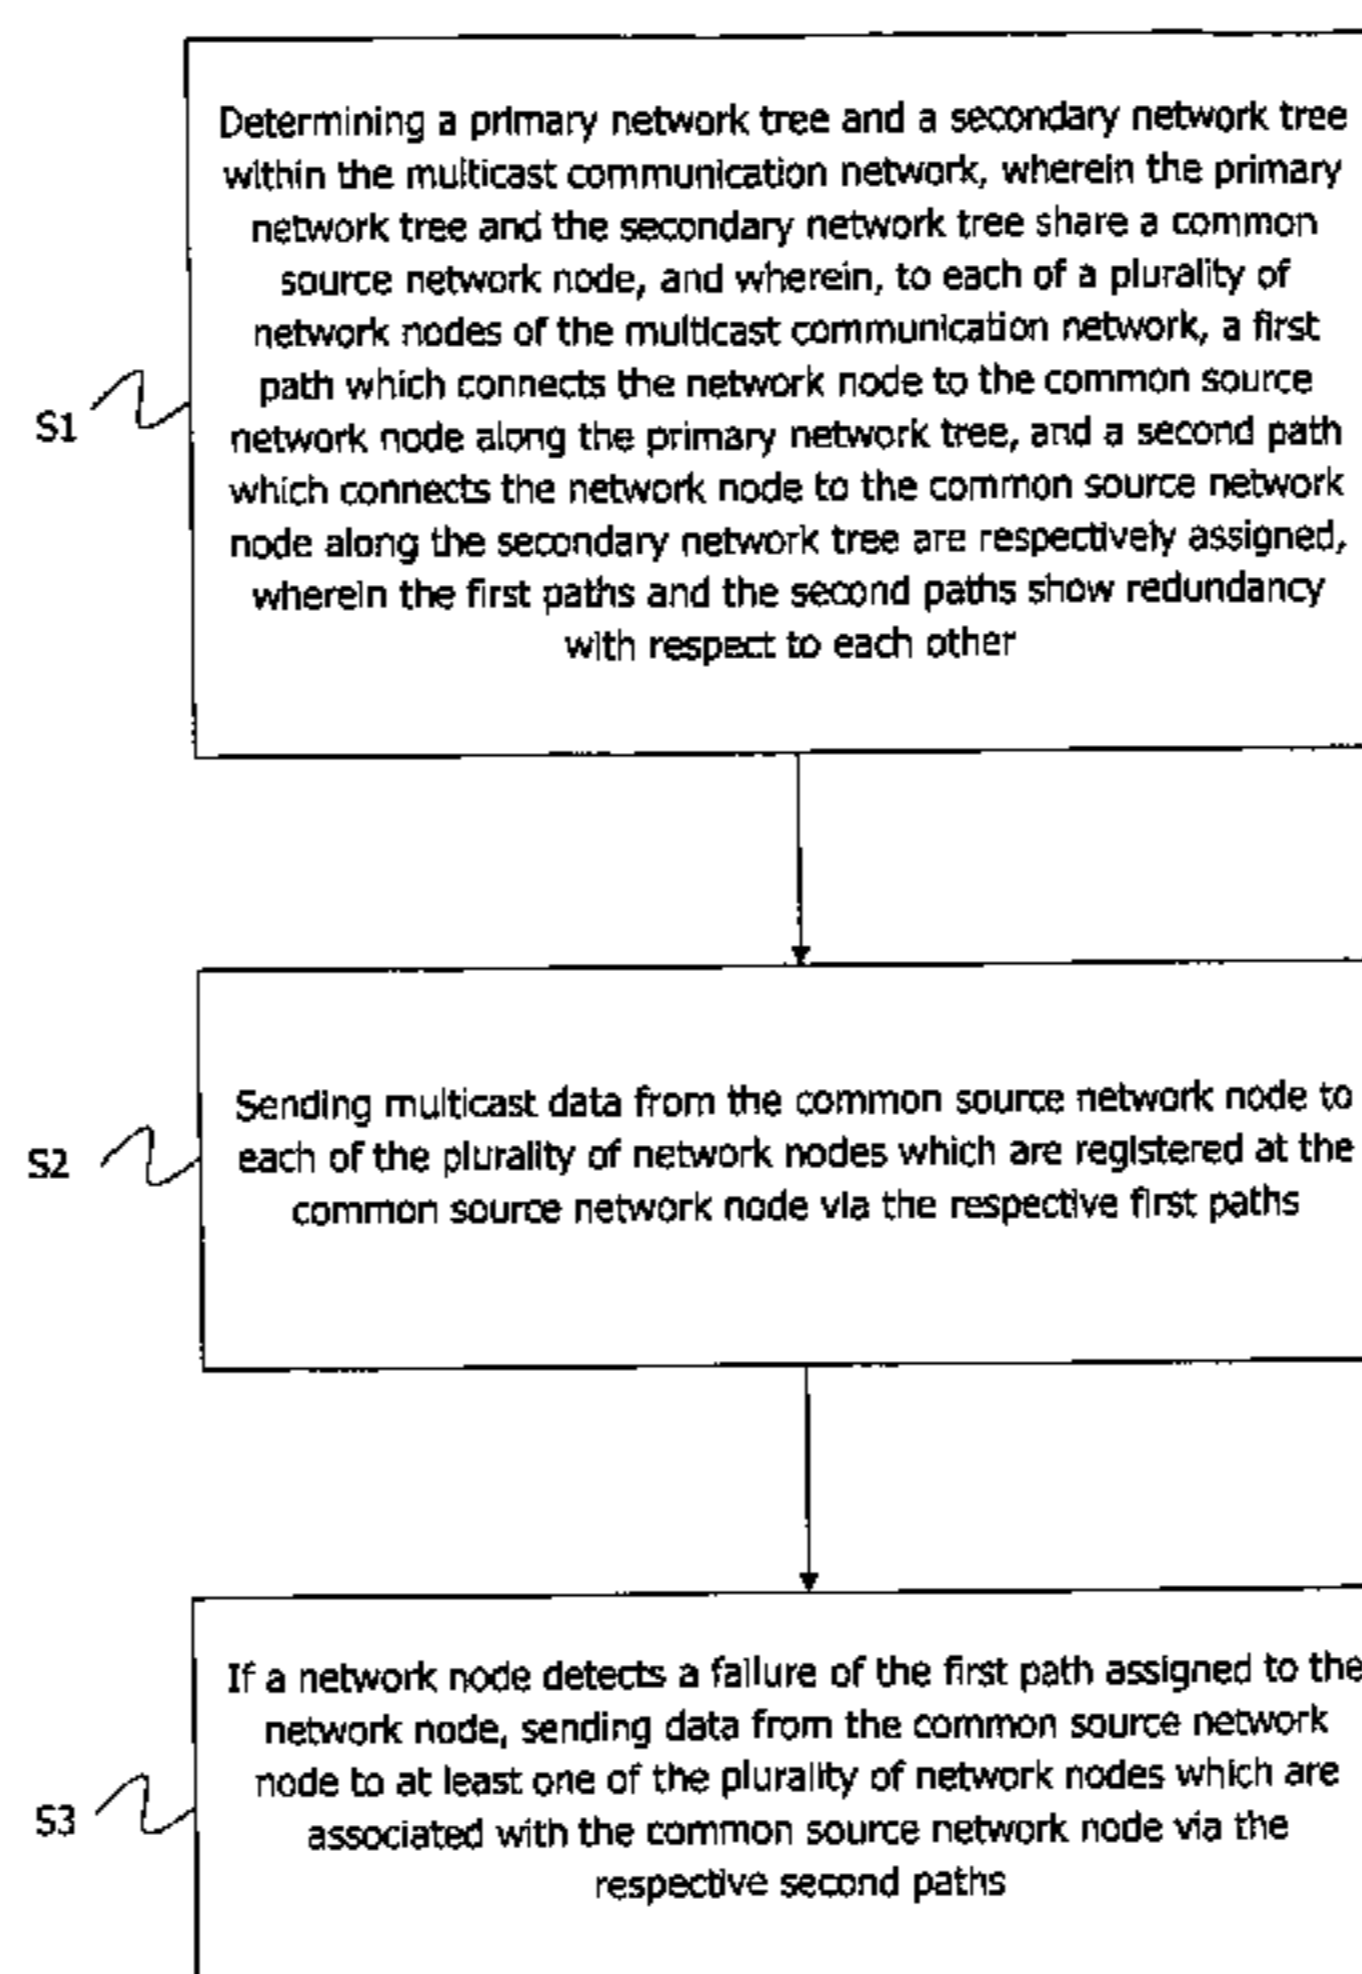 Determining a primary network tree and a secondary network tree
within the multicast communication network, wherein the primary
network tree and the secondary network tree share a common
source network node, and wherein, to each of a plurality of
network nodes of the multicast communication network, a first
path which connects the network node to the common source
network node along the primary network tree, and a second path
which connects the network node to the common source network
node along the secondary network tree are respectively assigned,
wherein the first paths and the second paths show redundancy
with respect to each other
S1
Sending multicast data from the common source network node to
each of the plurality of network nodes which are registered at the
common source network node via the respective first paths
S2
If a network node detects a failure of the first path assigned to the
network node, sending data from the common source network
node to at least one of the plurality of network nodes which are
associated with the common source network node via the
respective second paths
S3